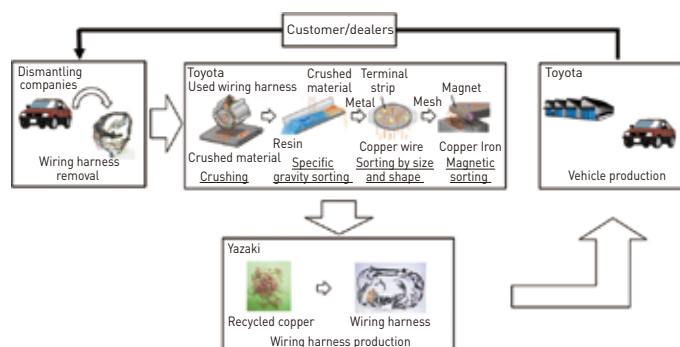 Customer/dealers
Dismantling
companies
Wiring harness
removal
Toyota
Used wiring harness
Crushed material
Crushing
Crushed
material
Resin
Specific
gravity sorting
Metal
Terminal
strip
Copper wire
Sorting by size
and shape
Mesh
Magnet
Copper Iron
Magnetic
sorting
Toyota
Vehicle production
Yazaki
Recycled copper
Wiring harness
Wiring harness production